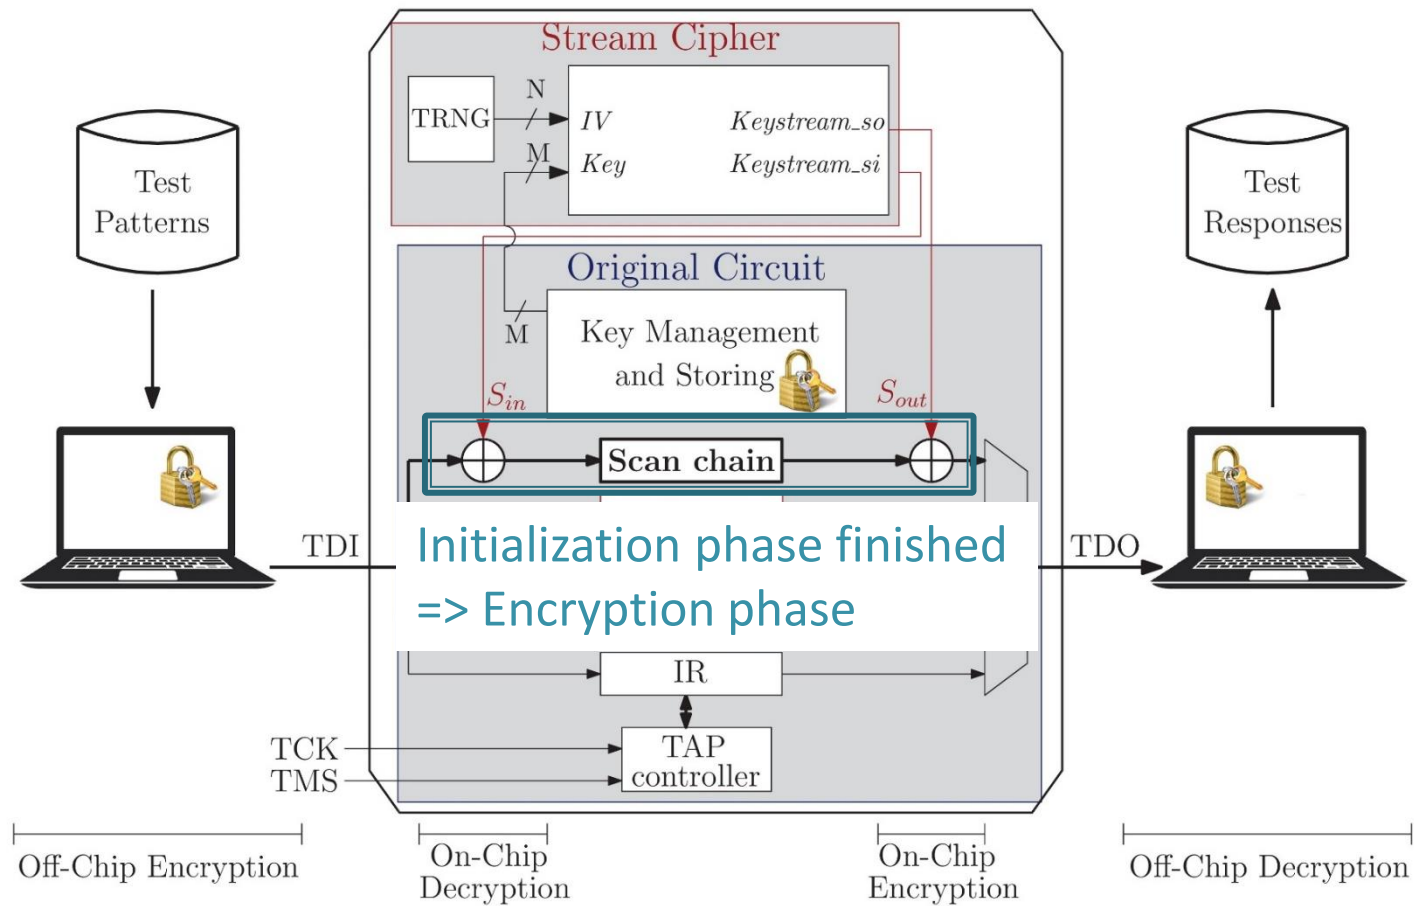 Stream Cipher
TRNG
N
M
IV
Key
Keystream_so
Keystream_si
Test
Patterns
Test
Responses
Original Circuit
M
Key Management
and Storing
S_in
S_out
Scan chain
TDI
Initialization phase finished
=> Encryption phase
TDO
IR
TCK
TMS
TAP
controller
Off-Chip Encryption
On-Chip
Decryption
On-Chip
Encryption
Off-Chip Decryption